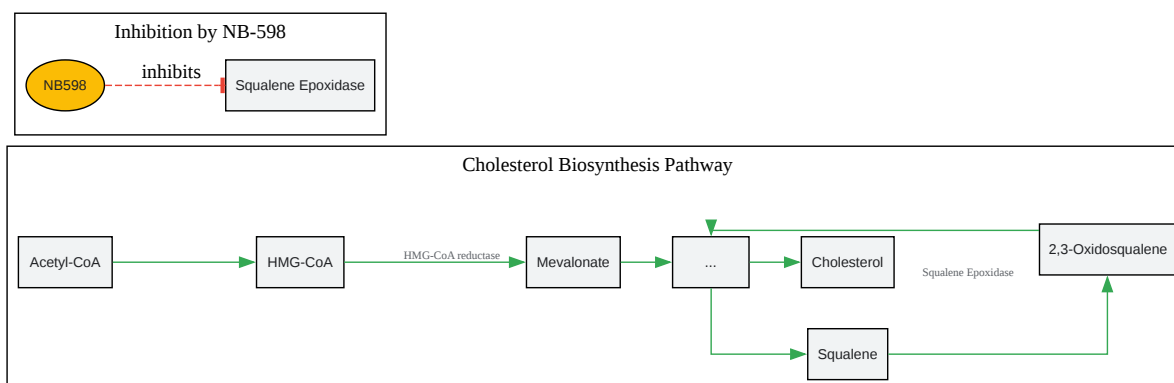 Inhibition by NB-598
inhibits
NB598
Squalene Epoxidase
Cholesterol Biosynthesis Pathway
Acetyl-CoA
HMG-CoA
HMG-CoA reductase
Mevalonate
...
Cholesterol
Squalene Epoxidase
2,3-Oxidosqualene
Squalene